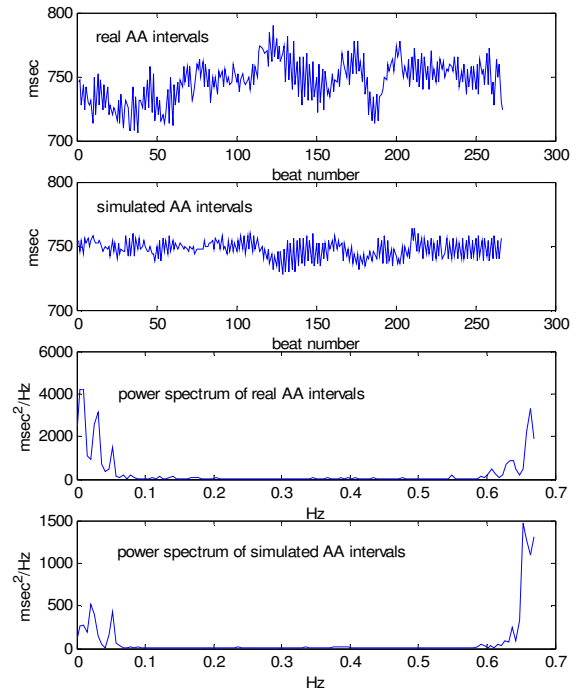 800
real AA intervals
750
msec
700
0 50 100 150 200 250 300
beat number
800
simulated AA intervals
750
msec
700
0 50 100 150 200 250 300
beat number
6000
power spectrum of real AA intervals
4000
msec²/Hz
2000
0
0 0.1 0.2 0.3 0.4 0.5 0.6 0.7
Hz
1500
power spectrum of simulated AA intervals
1000
msec²/Hz
500
0
0 0.1 0.2 0.3 0.4 0.5 0.6 0.7
Hz